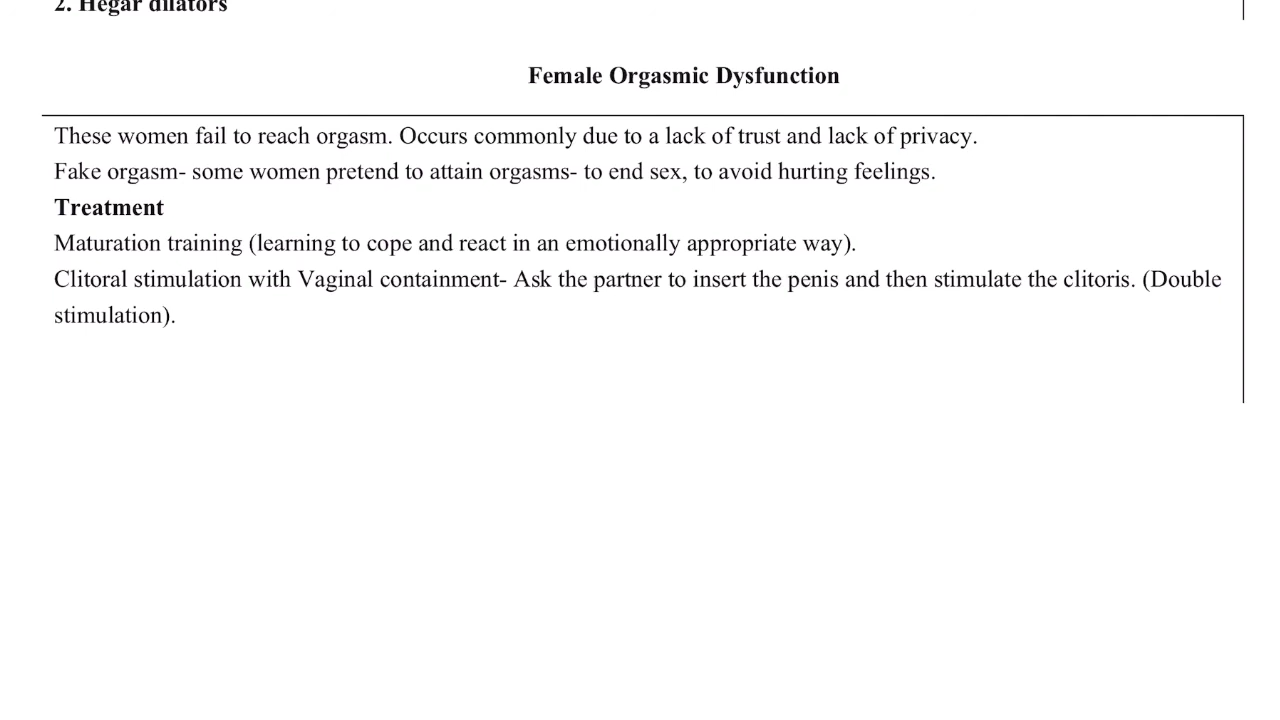 2. Hegar dilators
Female Orgasmic Dysfunction
These women fail to reach orgasm. Occurs commonly due to a lack of trust and lack of privacy.
Fake orgasm- some women pretend to attain orgasms- to end sex, to avoid hurting feelings.
Treatment
Maturation training (learning to cope and react in an emotionally appropriate way).
Clitoral stimulation with Vaginal containment- Ask the partner to insert the penis and then stimulate the clitoris. (Double
stimulation).